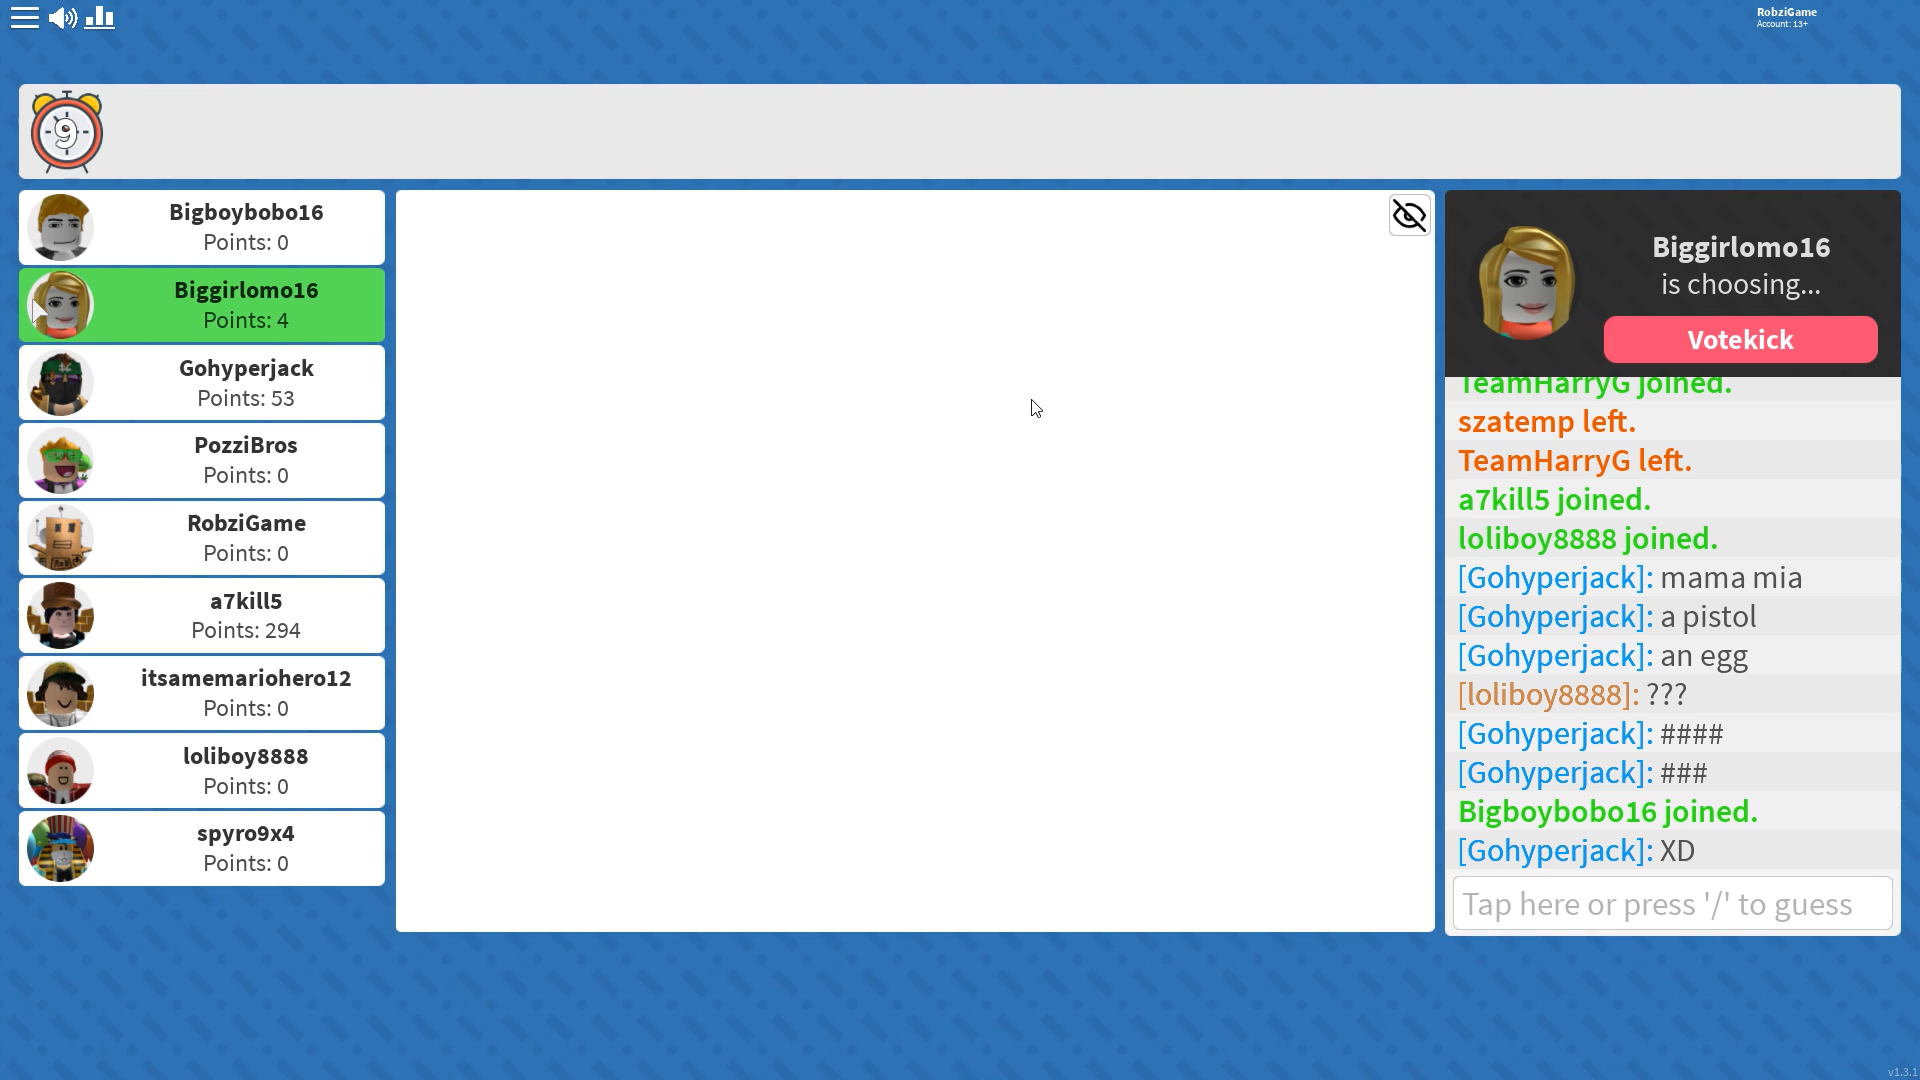 RobziGame
Account: 13+
9
Bigboybobo16
Points: 0
Biggirlomo16
Points: 4
Gohyperjack
Points: 53
PozziBros
Points: 0
RobziGame
Points: 0
a7kill5
Points: 294
itsamemariohero12
Points: 0
loliboy8888
Points: 0
spyro9x4
Points: 0
Biggirlomo16
is choosing...
Votekick
TeamHarryG joined.
szatemp left.
TeamHarryG left.
a7kill5 joined.
loliboy8888 joined.
[Gohyperjack]: mama mia
[Gohyperjack]: a pistol
[Gohyperjack]: an egg
[loliboy8888]: ???
[Gohyperjack]: ####
[Gohyperjack]: ###
Bigboybobo16 joined.
[Gohyperjack]: XD
Tap here or press '/' to guess
v1.3.1